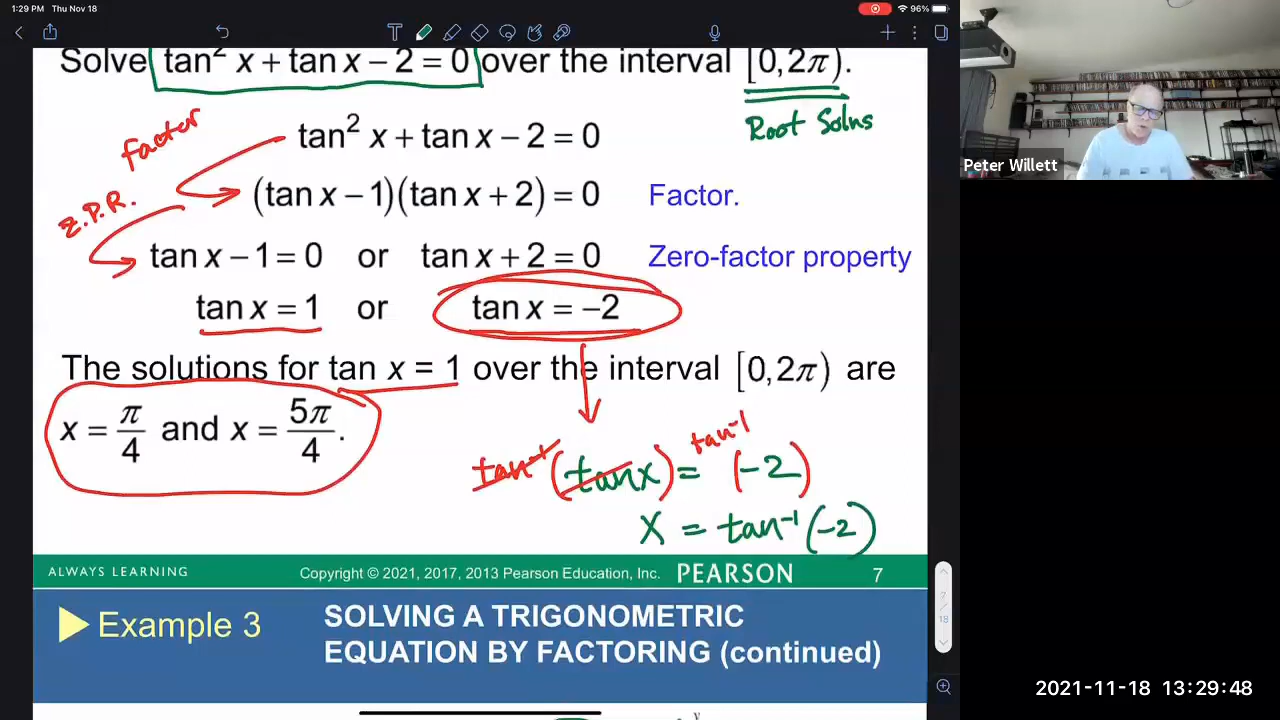 1:29 PM Thu Nov 18
96%
Solve tan² x + tan x − 2 = 0 over the interval [0, 2π).
Root Solns
factor
tan² x + tan x − 2 = 0
Peter Willett
(tan x − 1)(tan x + 2) = 0 Factor.
Z.P.R.
tan x − 1 = 0 or tan x + 2 = 0 Zero-factor property
tan x = 1 or tan x = −2
The solutions for tan x = 1 over the interval [0, 2π) are
x = π/4 and x = 5π/4.
tan⁻¹ (tan x) = tan⁻¹ (−2)
x = tan⁻¹ (−2)
ALWAYS LEARNING Copyright © 2021, 2017, 2013 Pearson Education, Inc. PEARSON 7
7
/
18
Example 3 SOLVING A TRIGONOMETRIC
EQUATION BY FACTORING (continued)
2021-11-18 13:29:48
y